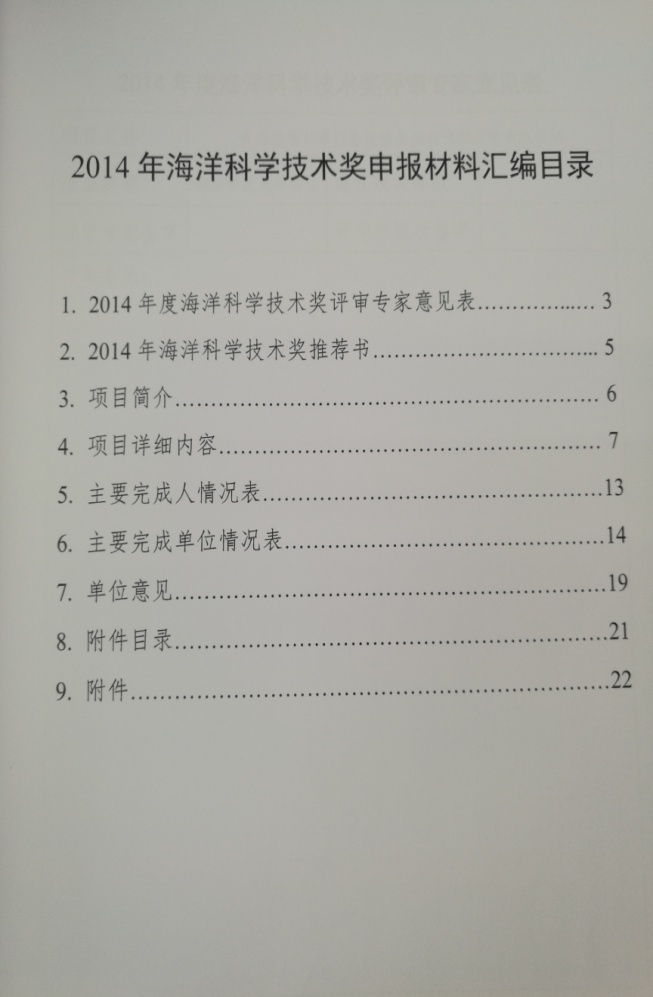 2014 年海洋科学技术奖申报材料汇编目录
1. 2014 年度海洋科学技术奖评审专家意见表.................. 3
2. 2014 年海洋科学技术奖推荐书.................................. 5
3. 项目简介............................................................ 6
4. 项目详细内容...................................................... 7
5. 主要完成人情况表................................................13
6. 主要完成单位情况表.............................................14
7. 单位意见.............................................................19
8. 附件目录.............................................................21
9. 附件...................................................................22